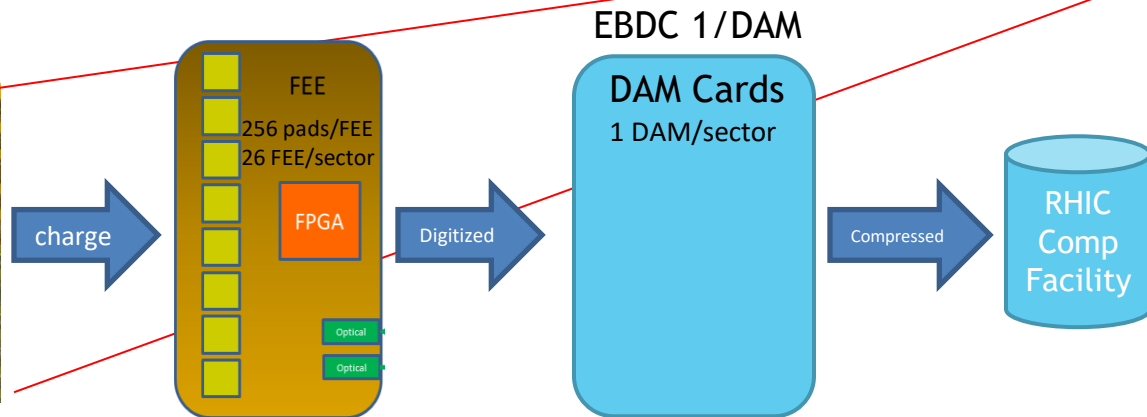 charge
FEE
256 pads/FEE
26 FEE/sector
FPGA
Optical
Optical
Digitized
EBDC 1/DAM
DAM Cards
1 DAM/sector
Compressed
RHIC
Comp
Facility